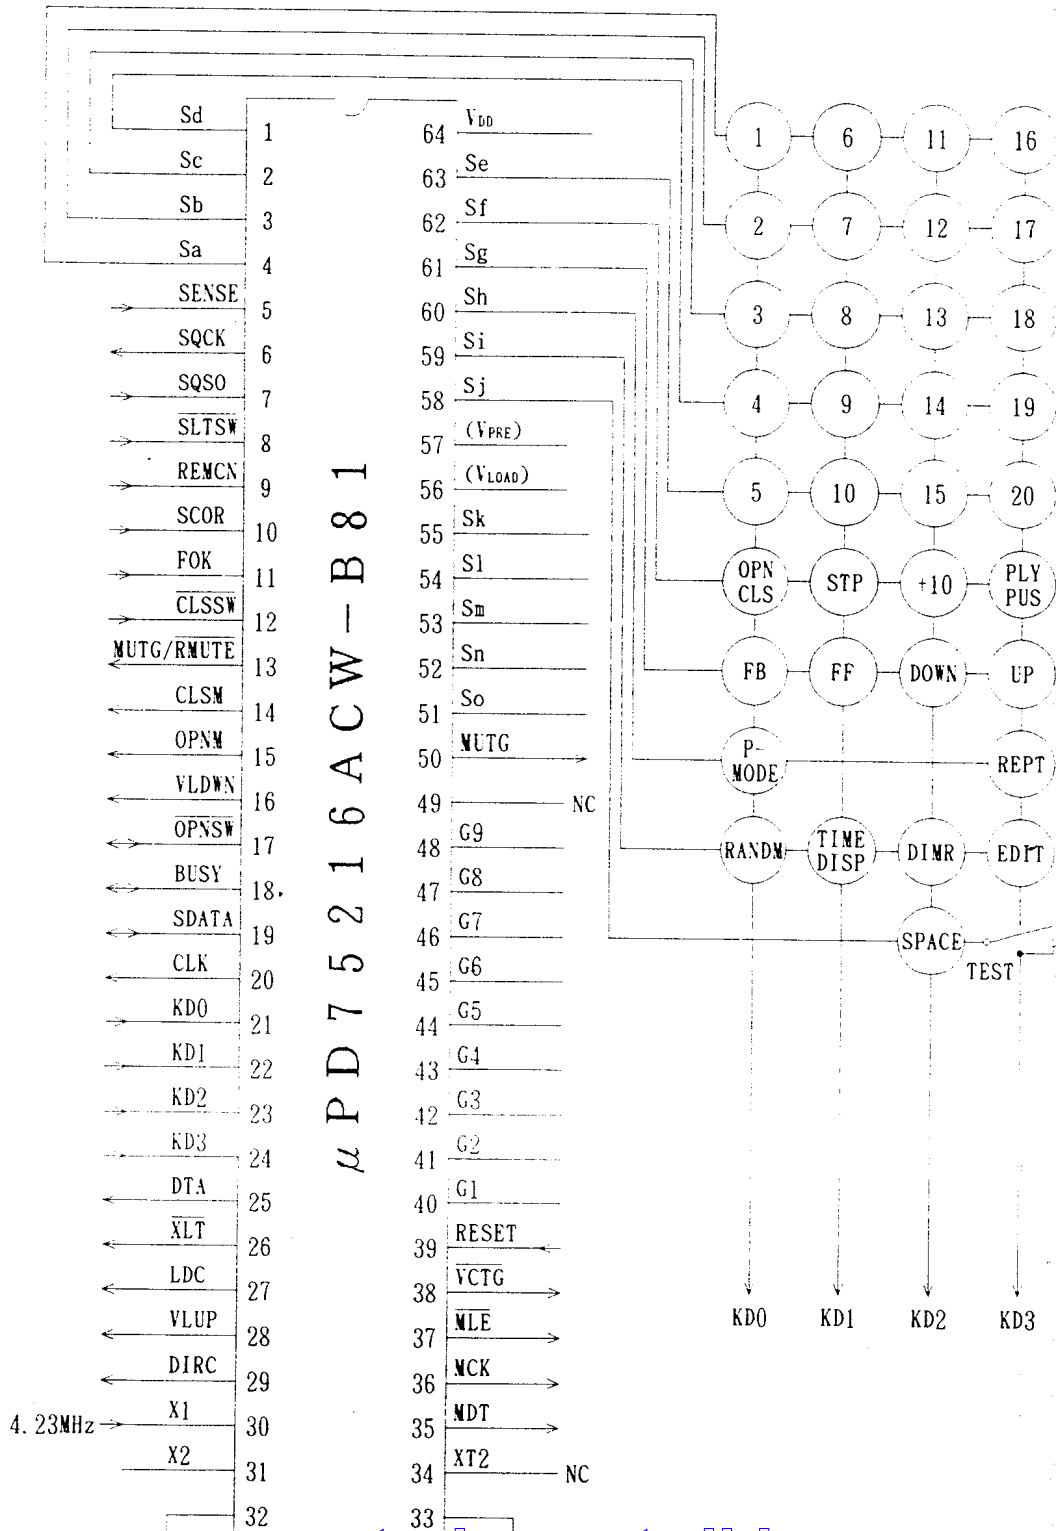 Sd 1
Sc 2
Sb 3
Sa 4
SENSE 5
SQCK 6
SQSO 7
SLTSW 8
REMCN 9
SCOR 10
FOK 11
CLSSW 12
MUTG/RMUTE 13
CLSM 14
OPNM 15
VLDWN 16
OPNSW 17
BUSY 18
SDATA 19
CLK 20
KD0 21
KD1 22
KD2 23
KD3 24
DTA 25
XLT 26
LDC 27
VLUP 28
DIRC 29
4.23MHz X1 30
X2 31
32
μPD75216ACW-B81
64 VDD
63 Se
62 Sf
61 Sg
60 Sh
59 Si
58 Sj
57 (VPRE)
56 (VLOAD)
55 Sk
54 Sl
53 Sm
52 Sn
51 So
50 MUTG
49 NC
48 G9
47 G8
46 G7
45 G6
44 G5
43 G4
42 G3
41 G2
40 G1
39 RESET
38 VCTG
37 MLE
36 MCK
35 MDT
34 XT2 NC
33
1 6 11 16
2 7 12 17
3 8 13 18
4 9 14 19
5 10 15 20
OPN CLS STP +10 PLY PUS
FB FF DOWN UP
P-MODE REPT
RANDM TIME DISP DIMR EDIT
SPACE
TEST
KD0 KD1 KD2 KD3